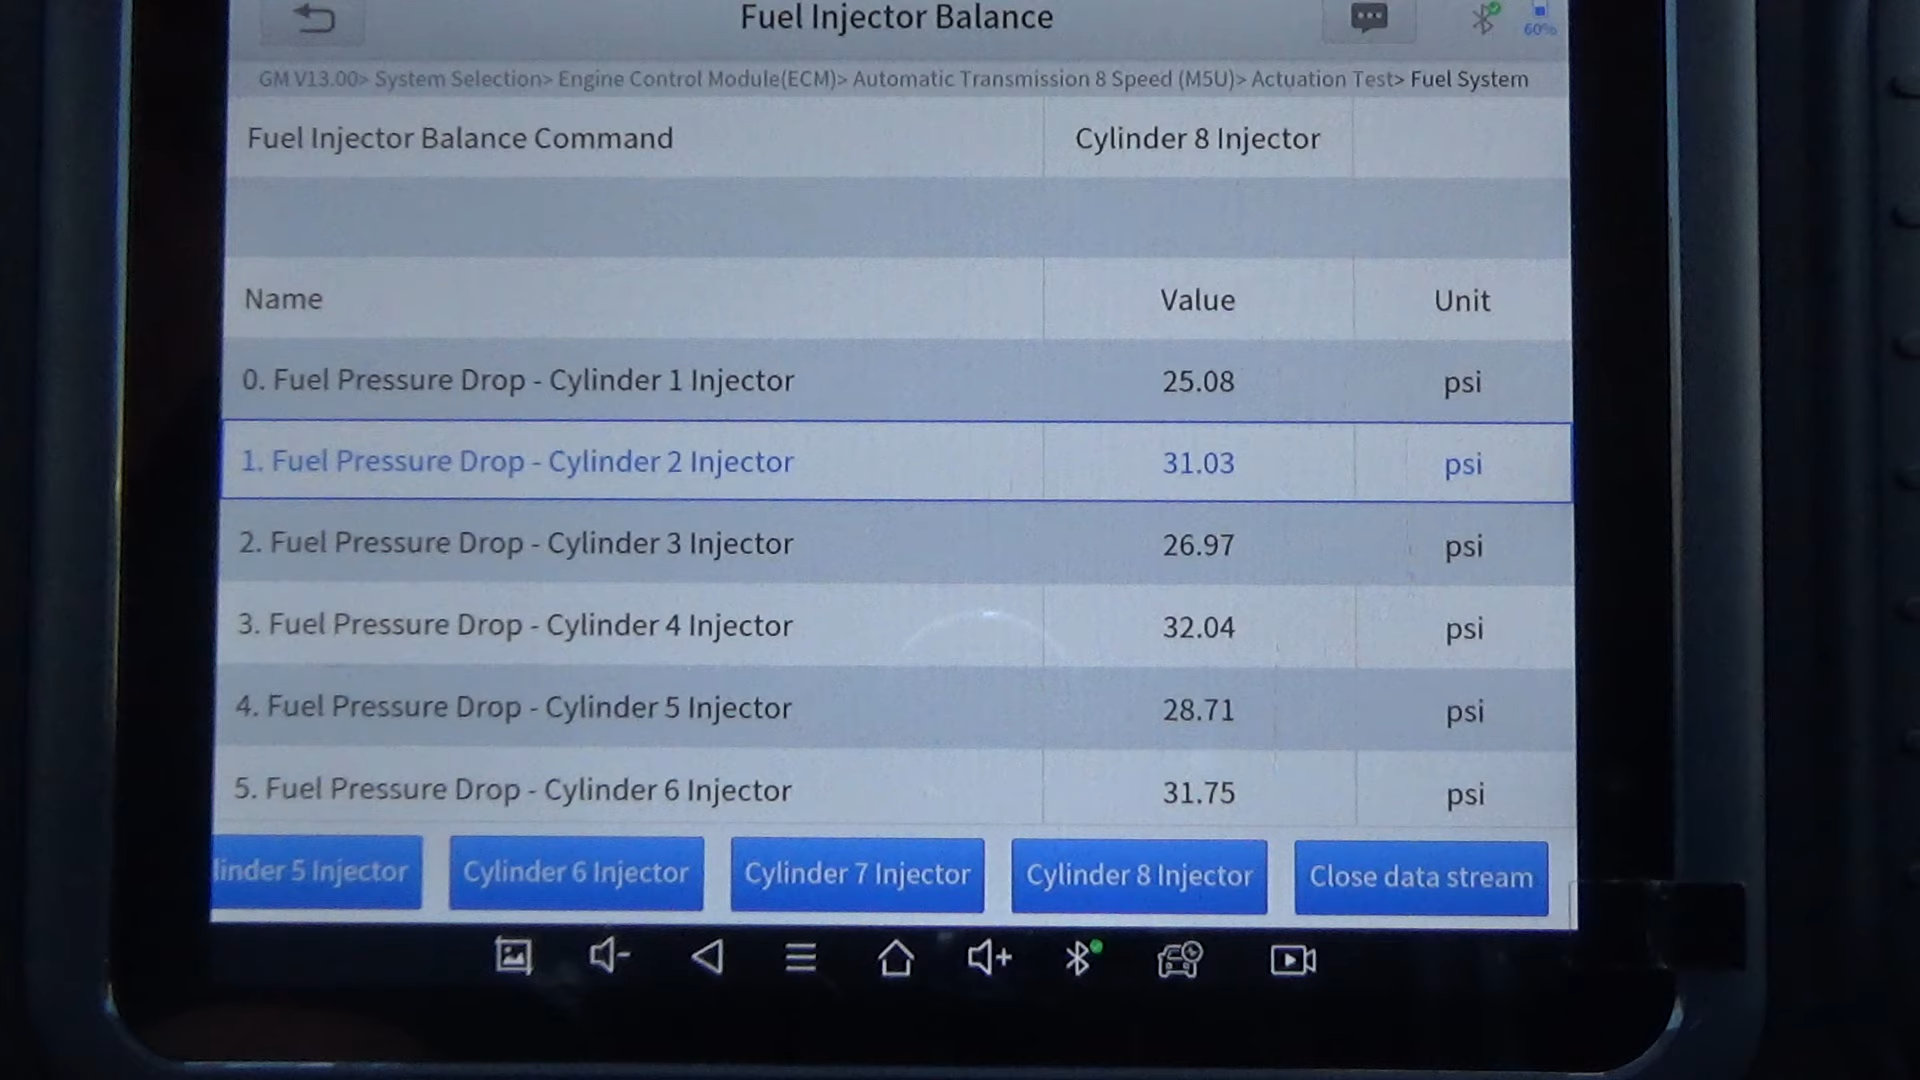 Fuel Injector Balance
60%
GM V13.00> System Selection> Engine Control Module(ECM)> Automatic Transmission 8 Speed (M5U)> Actuation Test> Fuel System
Fuel Injector Balance Command Cylinder 8 Injector
Name Value Unit
0. Fuel Pressure Drop - Cylinder 1 Injector 25.08 psi
1. Fuel Pressure Drop - Cylinder 2 Injector 31.03 psi
2. Fuel Pressure Drop - Cylinder 3 Injector 26.97 psi
3. Fuel Pressure Drop - Cylinder 4 Injector 32.04 psi
4. Fuel Pressure Drop - Cylinder 5 Injector 28.71 psi
5. Fuel Pressure Drop - Cylinder 6 Injector 31.75 psi
linder 5 Injector Cylinder 6 Injector Cylinder 7 Injector Cylinder 8 Injector Close data stream